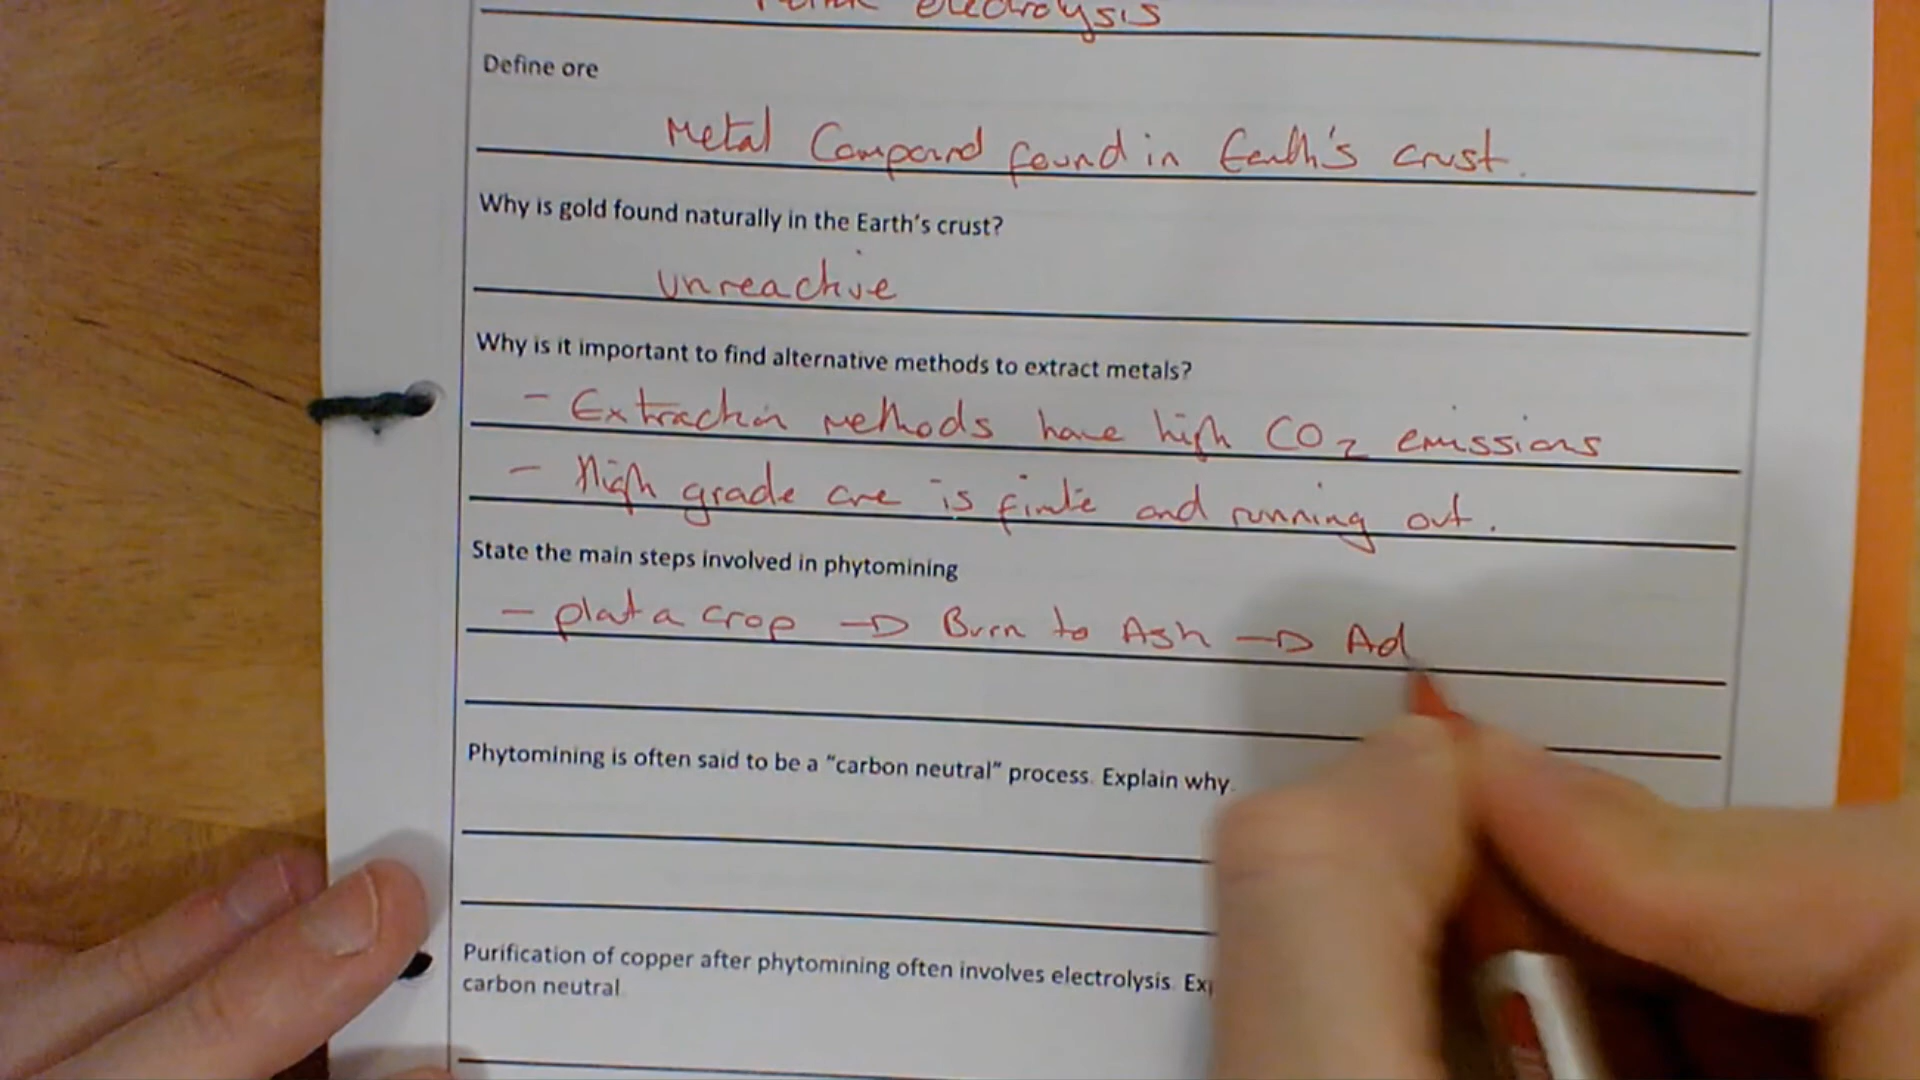 electrolysis
Define ore
Metal Compound found in Earth's crust.
Why is gold found naturally in the Earth's crust?
unreactive
Why is it important to find alternative methods to extract metals?
- Extraction methods have high CO2 emissions
- High grade ore is finite and running out.
State the main steps involved in phytomining
- plat a crop → Burn to Ash → Ad
Phytomining is often said to be a “carbon neutral” process. Explain why.
Purification of copper after phytomining often involves electrolysis. Ex
carbon neutral